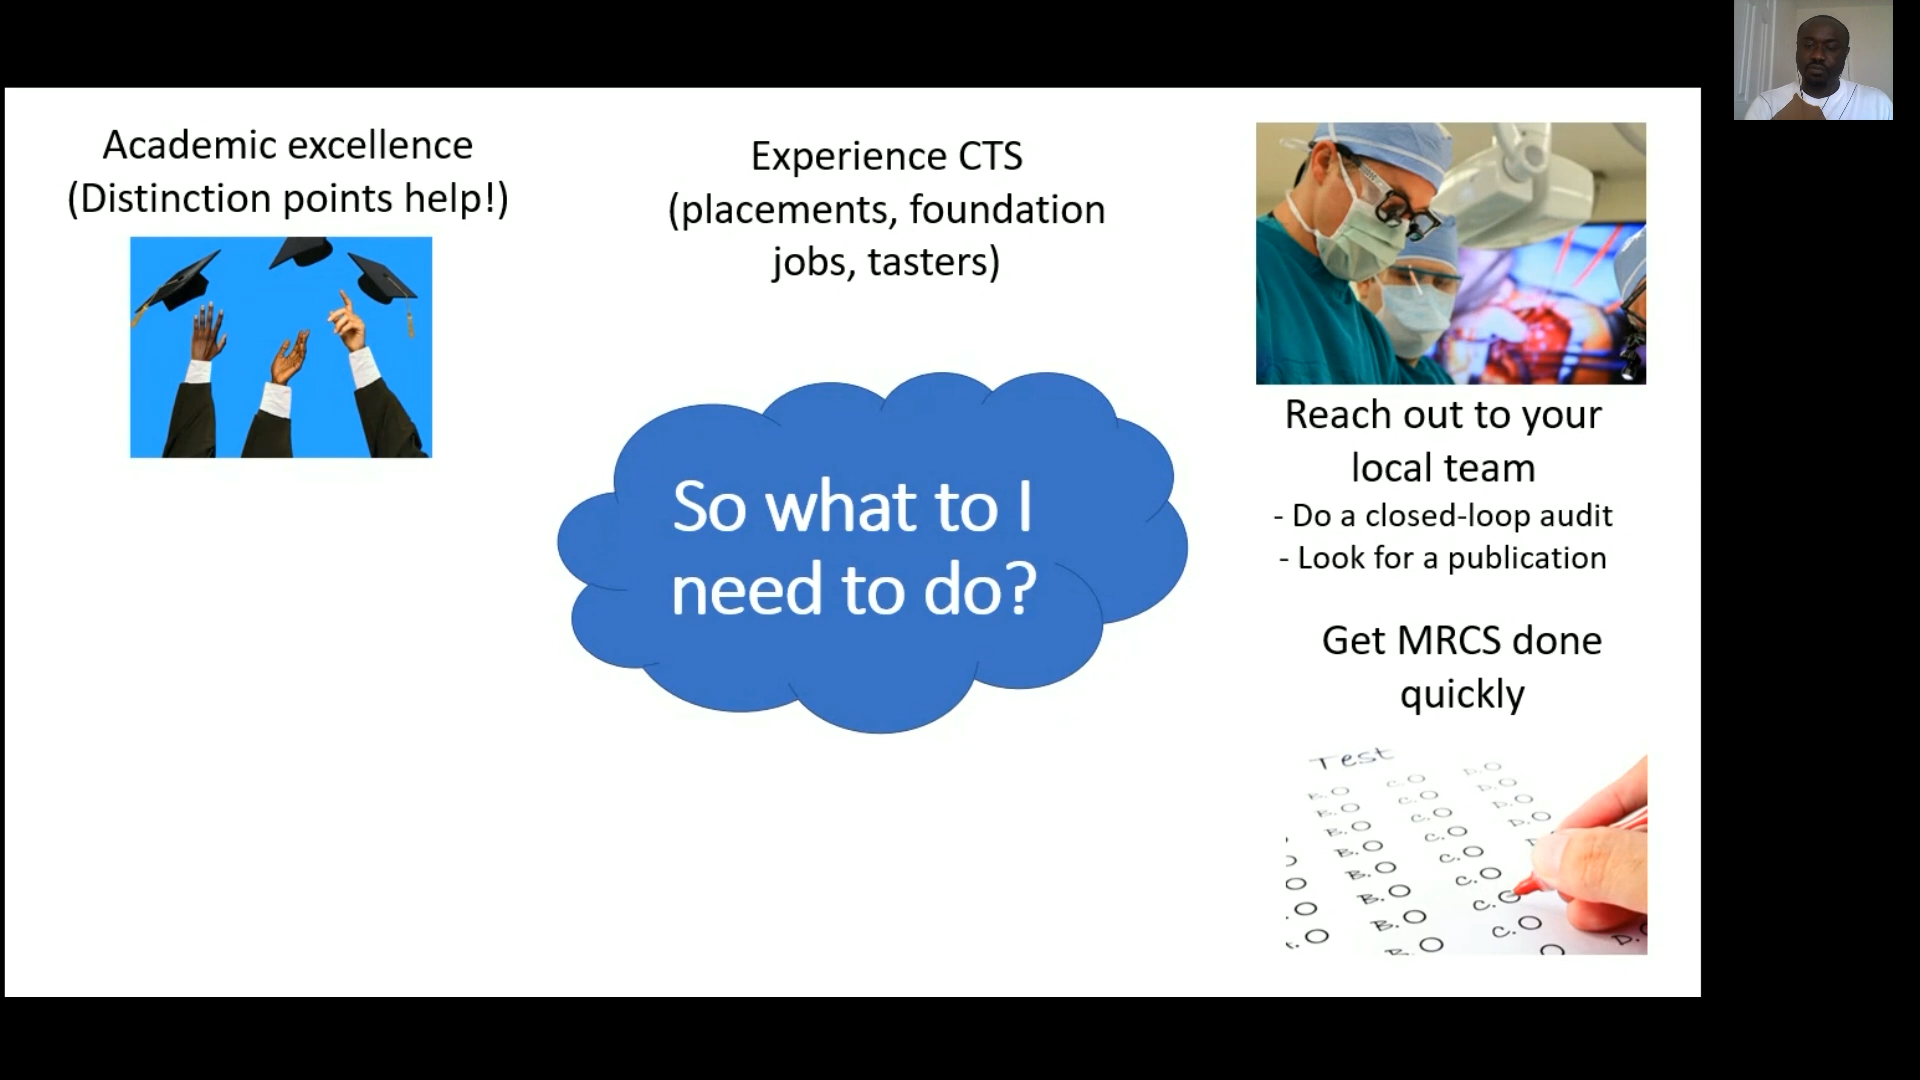 Academic excellence
(Distinction points help!)
Experience CTS
(placements, foundation
jobs, tasters)
So what to I
need to do?
Reach out to your
local team
- Do a closed-loop audit
- Look for a publication
Get MRCS done
quickly
Test